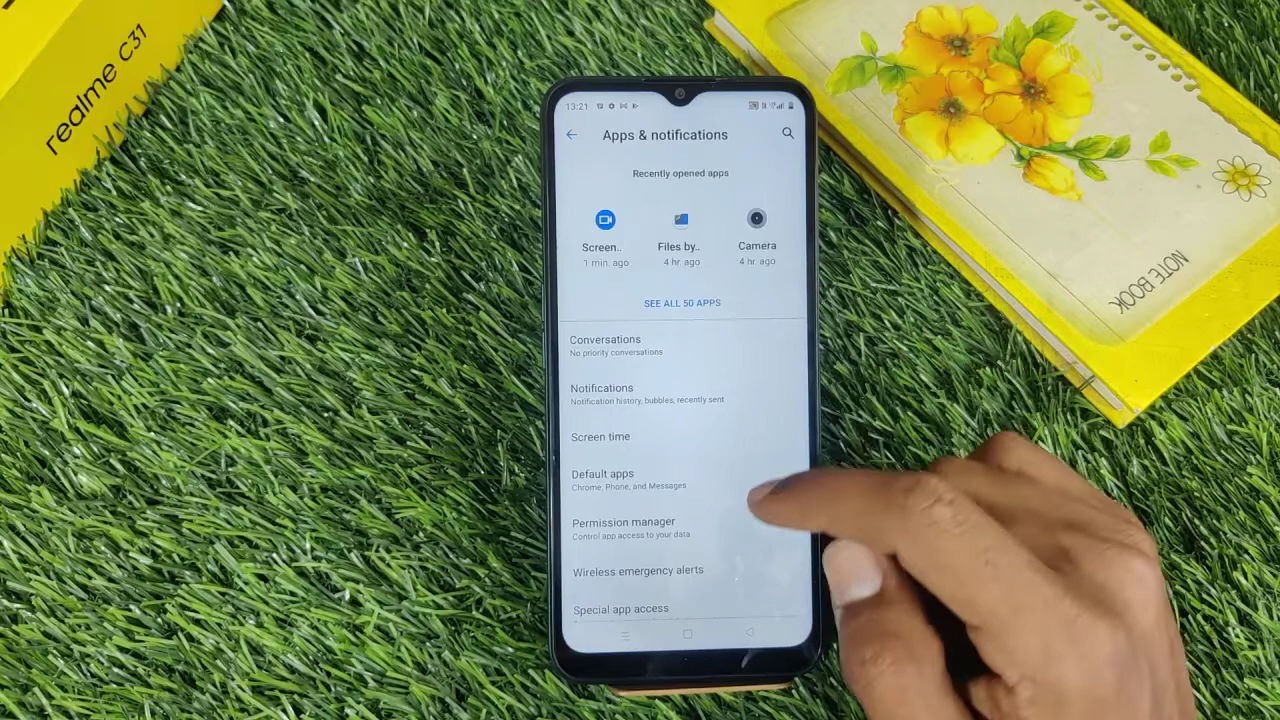 realme C31
13:21
Apps & notifications
Recently opened apps
Screen..
Files by..
Camera
1 min. ago
4 hr. ago
4 hr. ago
SEE ALL 50 APPS
Conversations
No priority conversations
Notifications
Notification history, bubbles, recently sent
Screen time
Default apps
Chrome, Phone, and Messages
Permission manager
Control app access to your data
Wireless emergency alerts
Special app access
NOTE BOOK